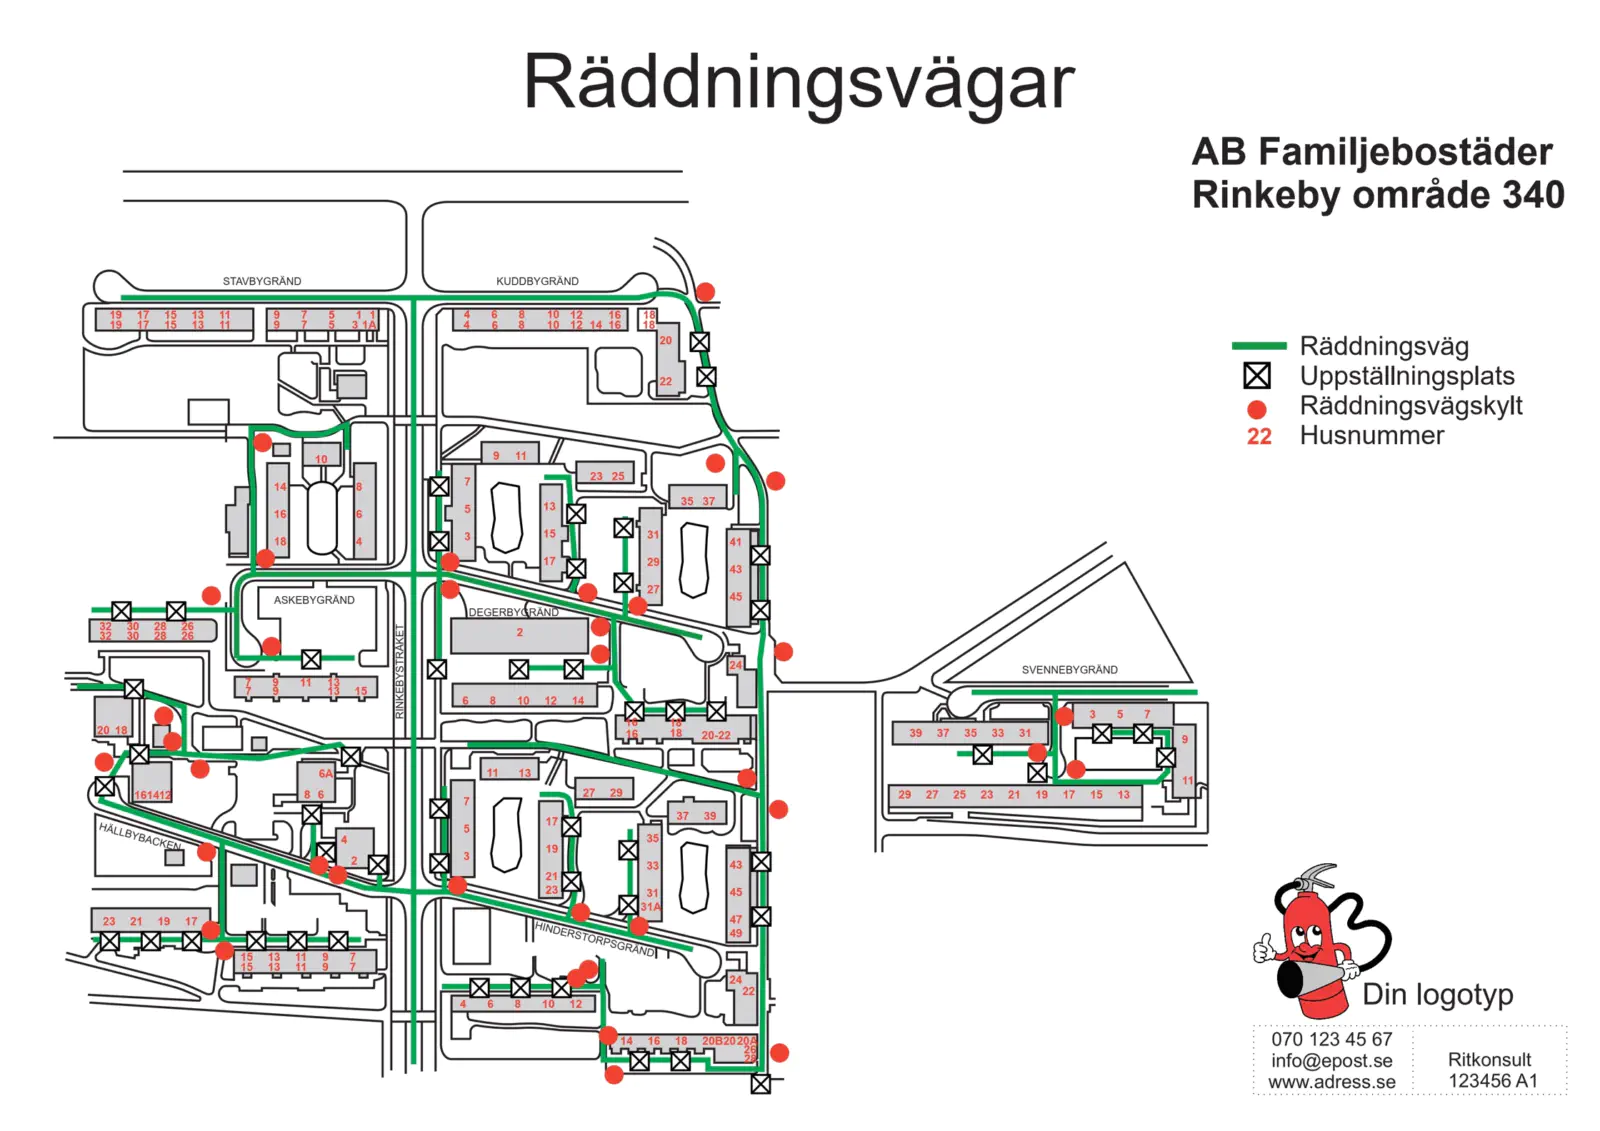 Räddningsvägar
AB Familjebostäder
Rinkeby område 340
Räddningsväg
Uppställningsplats
Räddningsvägskylt
22 Husnummer
STAVBYGRÄND
KUDDBYGRÄND
19 17 15 13 11
19 17 15 13 11
9 7 5 1 1
9 7 5 3 1A
4 6 8 10 12 16
4 6 8 10 12 14 16
18
18
20
22
10
14
16
18
8
6
4
9 11
7
5
3
23 25
13
15
17
35 37
31
29
27
41
43
45
ASKEBYGRÄND
DEGERBYGRÄND
RINKEBYSTRÅKET
32 30 28 26
32 30 28 26
2
7 9 11 13
7 9 13 15
6 8 10 12 14
24
16 18
16 18 20-22
SVENNEBYGRÄND
39 37 35 33 31
3 5 7
9
11
29 27 25 23 21 19 17 15 13
20 18
161412
6A
8 6
4
2
HÄLLBYBACKEN
11 13
7
5
3
27 29
17
19
21
23
37 39
35
33
31
31A
43
45
47
49
23 21 19 17
15 13 11 9 7
15 13 11 9 7
HINDERSTORPSGRÄND
24
22
4 6 8 10 12
14 16 18 20B20 20A
26
28
Din logotyp
070 123 45 67
info@epost.se
www.adress.se
Ritkonsult
123456 A1